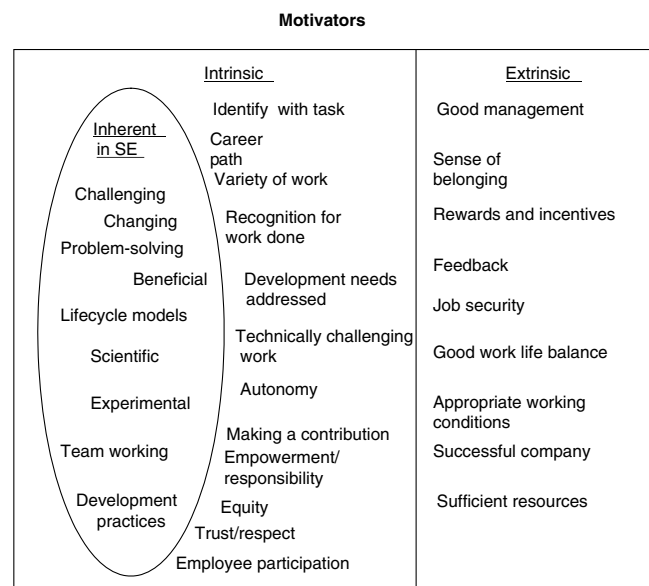 Motivators
Intrinsic
Inherent
in SE
Challenging
Changing
Problem-solving
Beneficial
Lifecycle models
Scientific
Experimental
Team working
Development
practices
Identify with task
Career
path
Variety of work
Recognition for
work done
Development needs
addressed
Technically challenging
work
Autonomy
Making a contribution
Empowerment/
responsibility
Equity
Trust/respect
Employee participation
Extrinsic
Good management
Sense of
belonging
Rewards and incentives
Feedback
Job security
Good work life balance
Appropriate working
conditions
Successful company
Sufficient resources